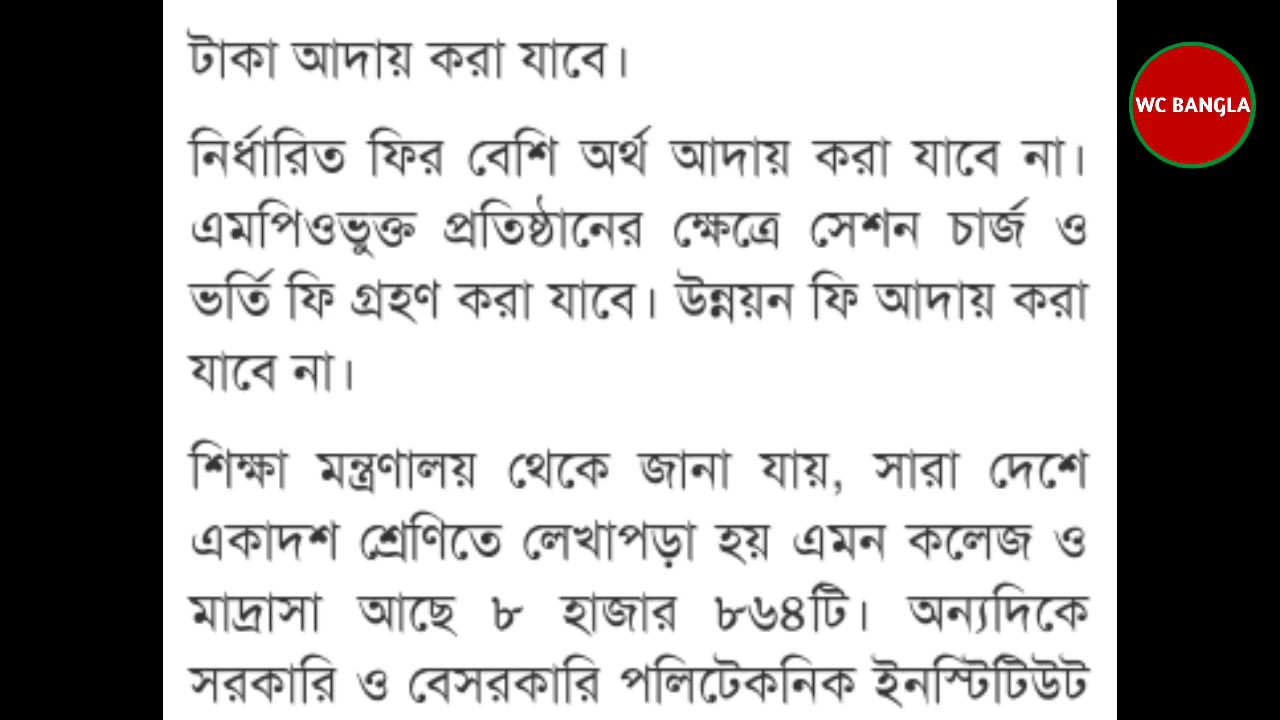 টাকা আদায় করা যাবে।
নির্ধারিত ফির বেশি অর্থ আদায় করা যাবে না।
এমপিওভুক্ত প্রতিষ্ঠানের ক্ষেত্রে সেশন চার্জ ও
ভর্তি ফি গ্রহণ করা যাবে। উন্নয়ন ফি আদায় করা
যাবে না।
শিক্ষা মন্ত্রণালয় থেকে জানা যায়, সারা দেশে
একাদশ শ্রেণিতে লেখাপড়া হয় এমন কলেজ ও
মাদ্রাসা আছে ৮ হাজার ৮৬৪টি। অন্যদিকে
সরকারি ও বেসরকারি পলিটেকনিক ইনস্টিটিউট
WC BANGLA